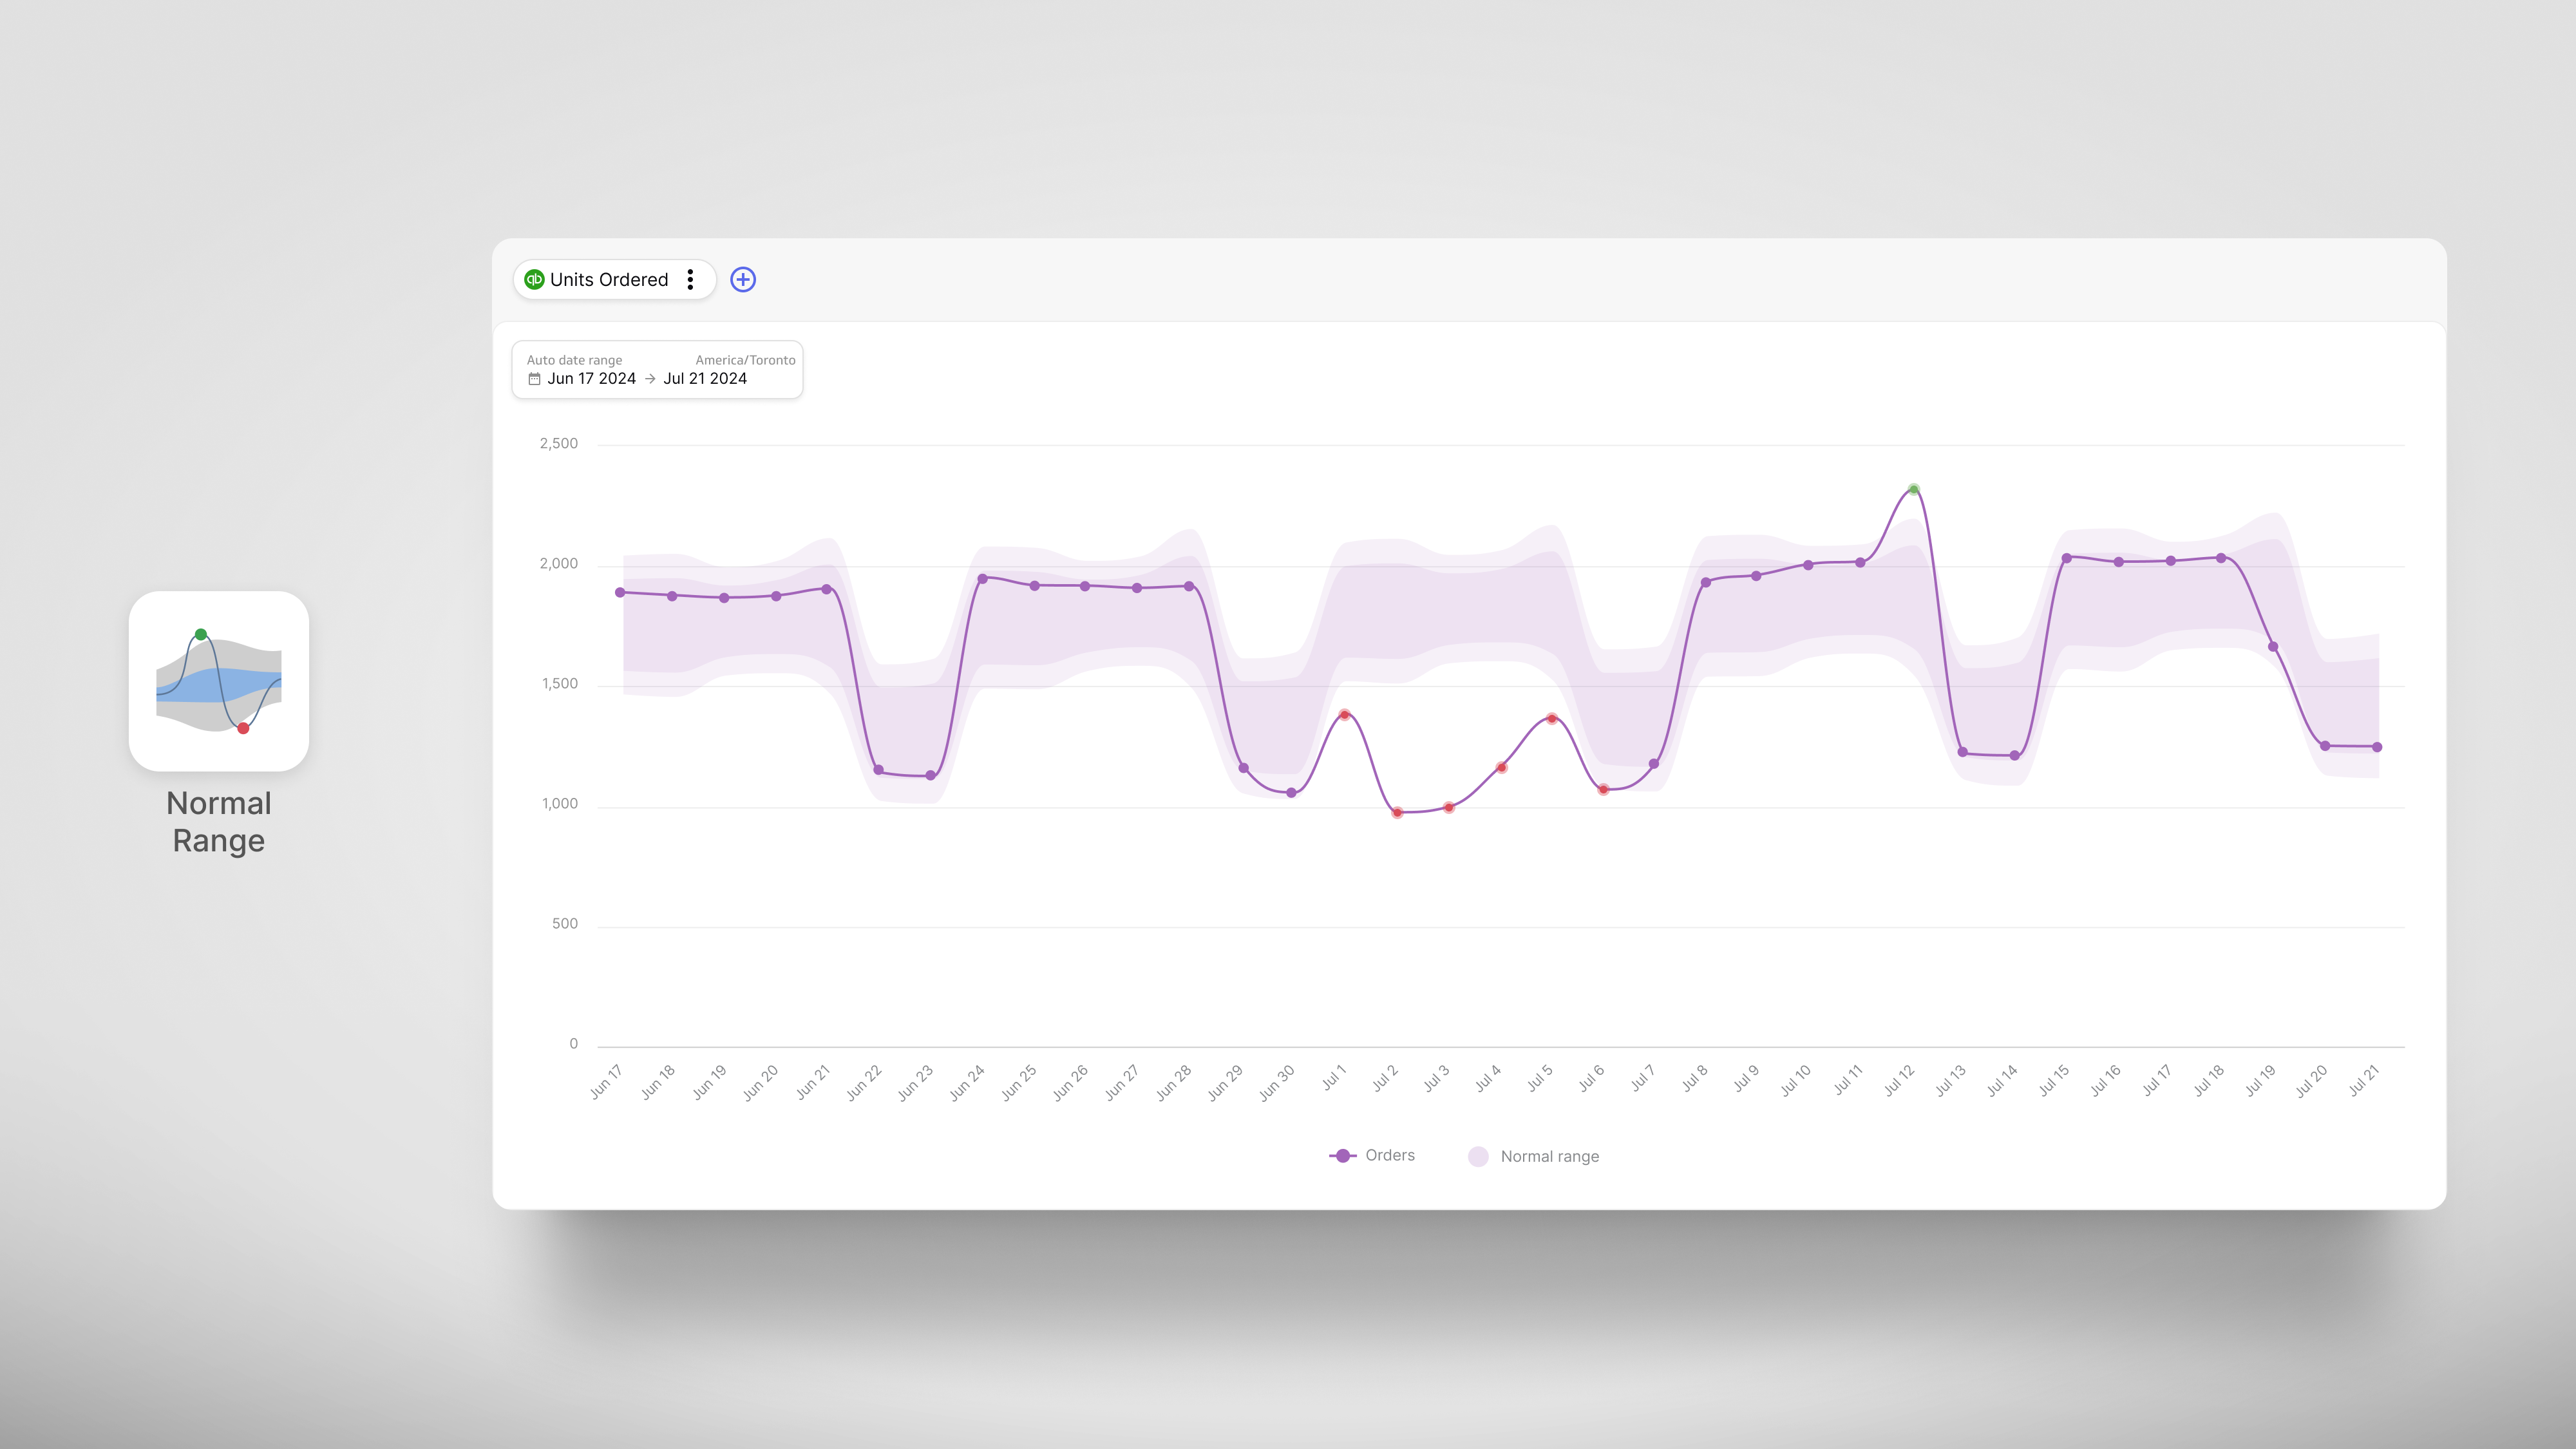 Normal
Range
qb Units Ordered
Auto date range America/Toronto
Jun 17 2024 → Jul 21 2024
2,500
2,000
1,500
1,000
500
0
Jun 17 Jun 18 Jun 19 Jun 20 Jun 21 Jun 22 Jun 23 Jun 24 Jun 25 Jun 26 Jun 27 Jun 28 Jun 29 Jun 30 Jul 1 Jul 2 Jul 3 Jul 4 Jul 5 Jul 6 Jul 7 Jul 8 Jul 9 Jul 10 Jul 11 Jul 12 Jul 13 Jul 14 Jul 15 Jul 16 Jul 17 Jul 18 Jul 19 Jul 20 Jul 21
Orders Normal range